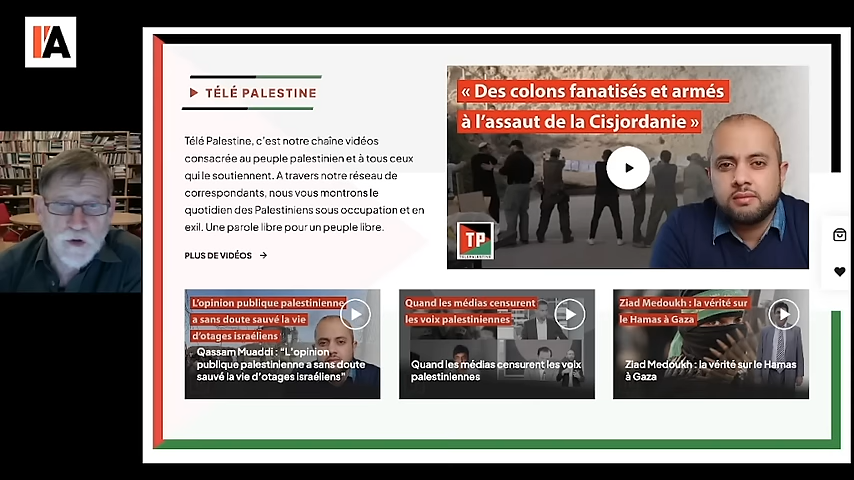 I'A
TÉLÉ PALESTINE
Télé Palestine, c'est notre chaîne vidéos
consacrée au peuple palestinien et à tous ceux
qui le soutiennent. A travers notre réseau de
correspondants, nous vous montrons le
quotidien des Palestiniens sous occupation et en
exil. Une parole libre pour un peuple libre.
PLUS DE VIDÉOS →
« Des colons fanatisés et armés
à l'assaut de la Cisjordanie »
TP
TELEPALESTINE
L'opinion publique palestinienne
a sans doute sauvé la vie
d'otages israéliens
Qassam Muaddi : "L'opinion
publique palestinienne a sans doute
sauvé la vie d'otages israéliens"
Quand les médias censurent
les voix palestiniennes
Quand les médias censurent les voix
palestiniennes
Ziad Medoukh : la vérité sur
le Hamas à Gaza
Ziad Medoukh : la vérité sur le Hamas
à Gaza